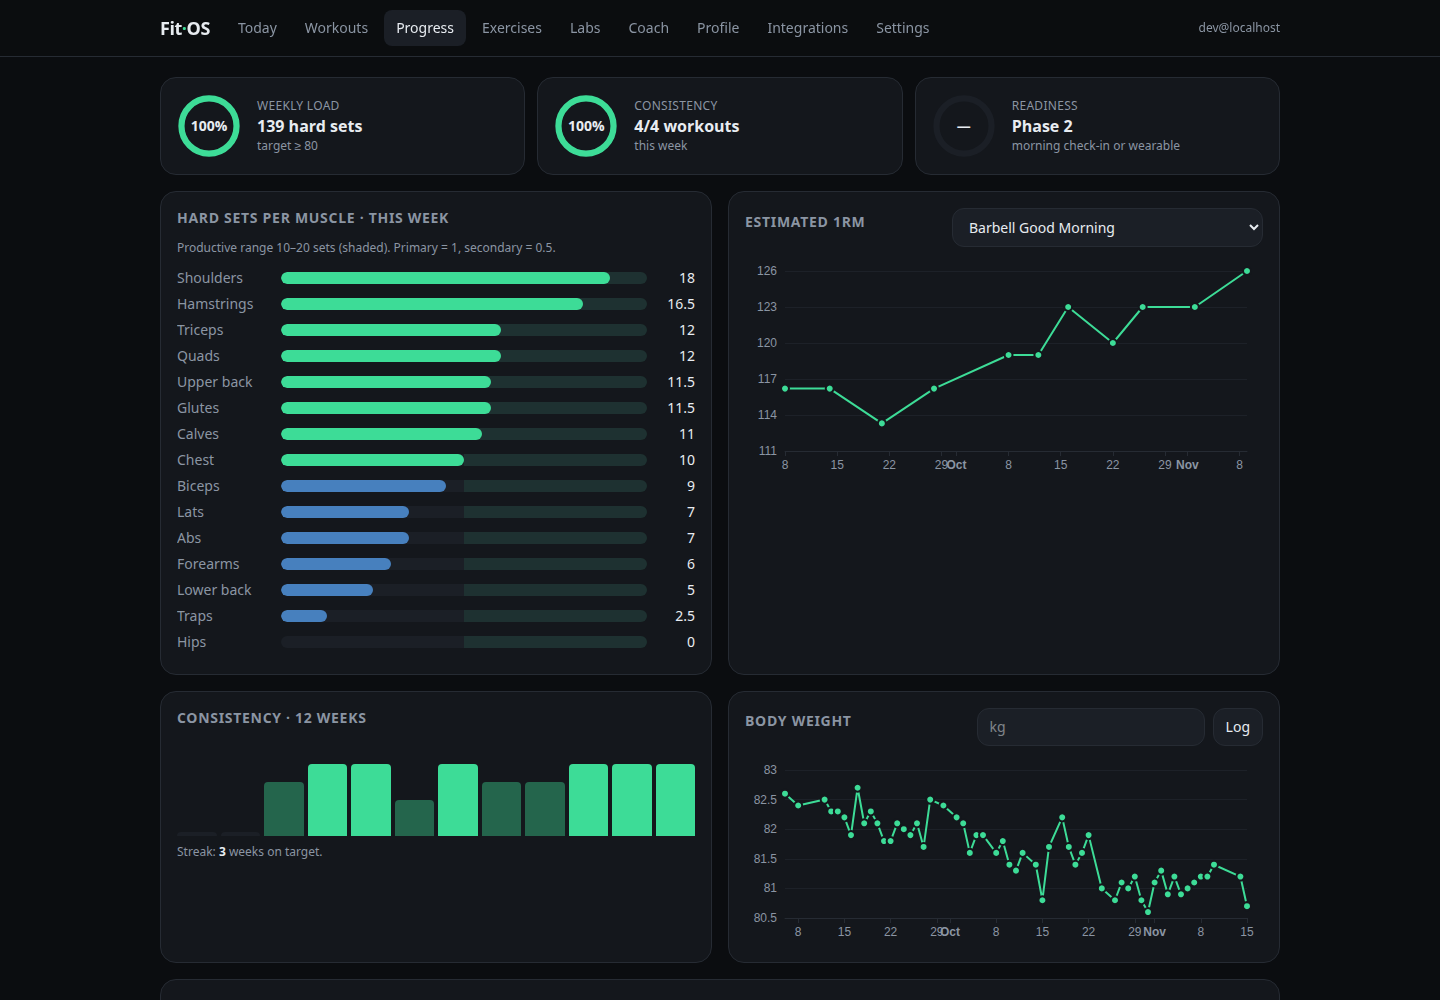 Fit·OS Today Workouts Progress Exercises Labs Coach Profile Integrations Settings dev@localhost
100%
WEEKLY LOAD
139 hard sets
target ≥ 80
100%
CONSISTENCY
4/4 workouts
this week
—
READINESS
Phase 2
morning check-in or wearable
HARD SETS PER MUSCLE · THIS WEEK
Productive range 10–20 sets (shaded). Primary = 1, secondary = 0.5.
Shoulders 18
Hamstrings 16.5
Triceps 12
Quads 12
Upper back 11.5
Glutes 11.5
Calves 11
Chest 10
Biceps 9
Lats 7
Abs 7
Forearms 6
Lower back 5
Traps 2.5
Hips 0
ESTIMATED 1RM
Barbell Good Morning
126
123
120
117
114
111
8 15 22 29 Oct 8 15 22 29 Nov 8
CONSISTENCY · 12 WEEKS
Streak: 3 weeks on target.
BODY WEIGHT
kg
Log
83
82.5
82
81.5
81
80.5
8 15 22 29 Oct 8 15 22 29 Nov 8 15